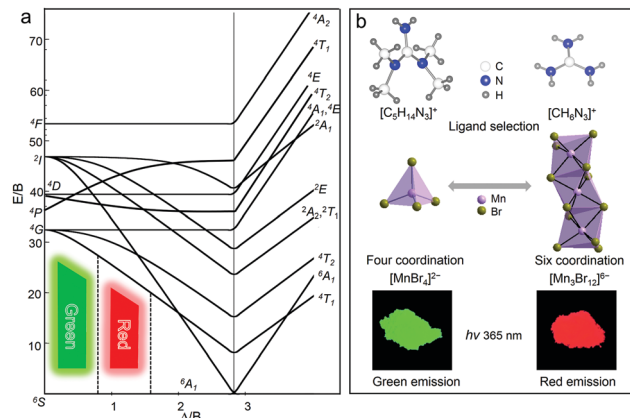 a
70
60
50
40
30
20
10
0
E/B
⁴F
²I
⁴D
⁴P
⁴G
⁶S
Green
Red
⁶A₁
1
2
3
Δ/B
⁴A₂
⁴T₁
⁴E
⁴T₂
⁴A₁,⁴E
²A₁
²E
²A₂,²T₁
⁴T₂
⁶A₁
⁴T₁
b
C
N
H
[C₅H₁₄N₃]⁺
[CH₆N₃]⁺
Ligand selection
Mn
Br
Four coordination
Six coordination
[MnBr₄]²⁻
[Mn₃Br₁₂]⁶⁻
hv 365 nm
Green emission
Red emission